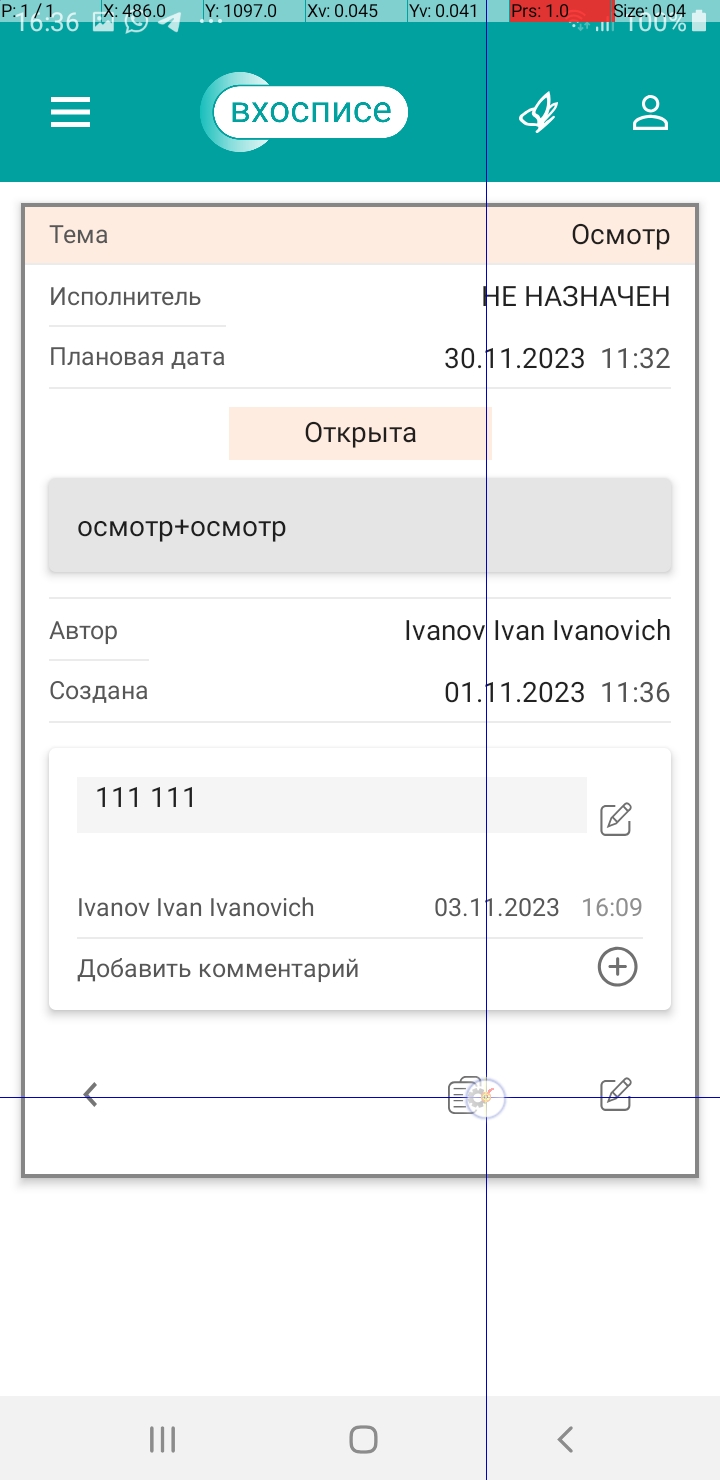 P: 1 / 1 X: 486.0 Y: 1097.0 Xv: 0.045 Yv: 0.041 Prs: 1.0 Size: 0.04
16:36 100%
вхосписе
Тема Осмотр
Исполнитель НЕ НАЗНАЧЕН
Плановая дата 30.11.2023 11:32
Открыта
осмотр+осмотр
Автор Ivanov Ivan Ivanovich
Создана 01.11.2023 11:36
111 111
Ivanov Ivan Ivanovich 03.11.2023 16:09
Добавить комментарий